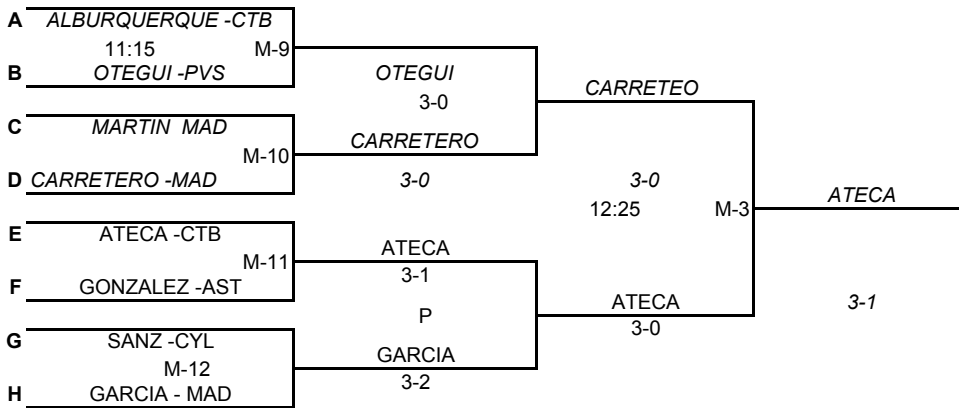 A ALBURQUERQUE -CTB
11:15 M-9
B OTEGUI -PVS
OTEGUI
3-0
CARRETEO
C MARTIN MAD
M-10
CARRETERO
D CARRETERO -MAD
3-0
3-0
12:25 M-3
ATECA
E ATECA -CTB
M-11
ATECA
3-1
F GONZALEZ -AST
P
ATECA
3-0
3-1
G SANZ -CYL
M-12
GARCIA
3-2
H GARCIA - MAD